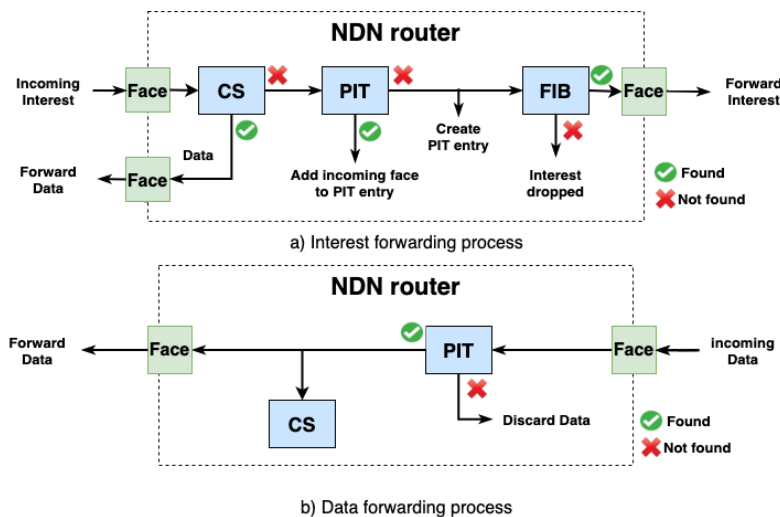 NDN router
Incoming
Interest
Face
CS
PIT
FIB
Face
Forward
Interest
Create
PIT entry
Forward
Data
Face
Data
Add incoming face
to PIT entry
Interest
dropped
Found
Not found
a) Interest forwarding process
NDN router
Forward
Data
Face
PIT
Face
incoming
Data
CS
Discard Data
Found
Not found
b) Data forwarding process